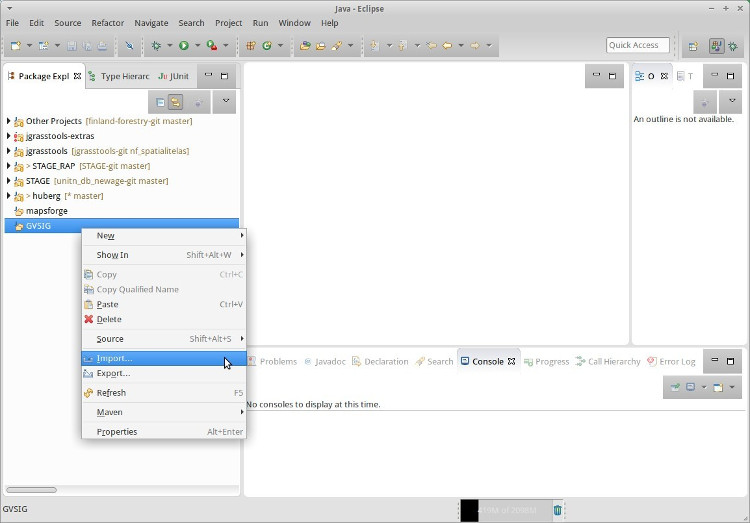 Java - Eclipse
File Edit Source Refactor Navigate Search Project Run Window Help
Quick Access
Package Expl Type Hierarc JUnit
O T
Other Projects [finland-forestry-git master]
An outline is not available.
jgrasstools-extras
jgrasstools [jgrasstools-git nf_spatialitelas]
> STAGE_RAP [STAGE-git master]
STAGE [unitn_db_newage-git master]
> huberg [* master]
mapsforge
GVSIG
New
Show In Shift+Alt+W
Copy Ctrl+C
Copy Qualified Name
Paste Ctrl+V
Delete
Source Shift+Alt+S
Import...
Export...
Refresh F5
Maven
Properties Alt+Enter
Problems Javadoc Declaration Search Console Progress Call Hierarchy Error Log
No consoles to display at this time.
GVSIG